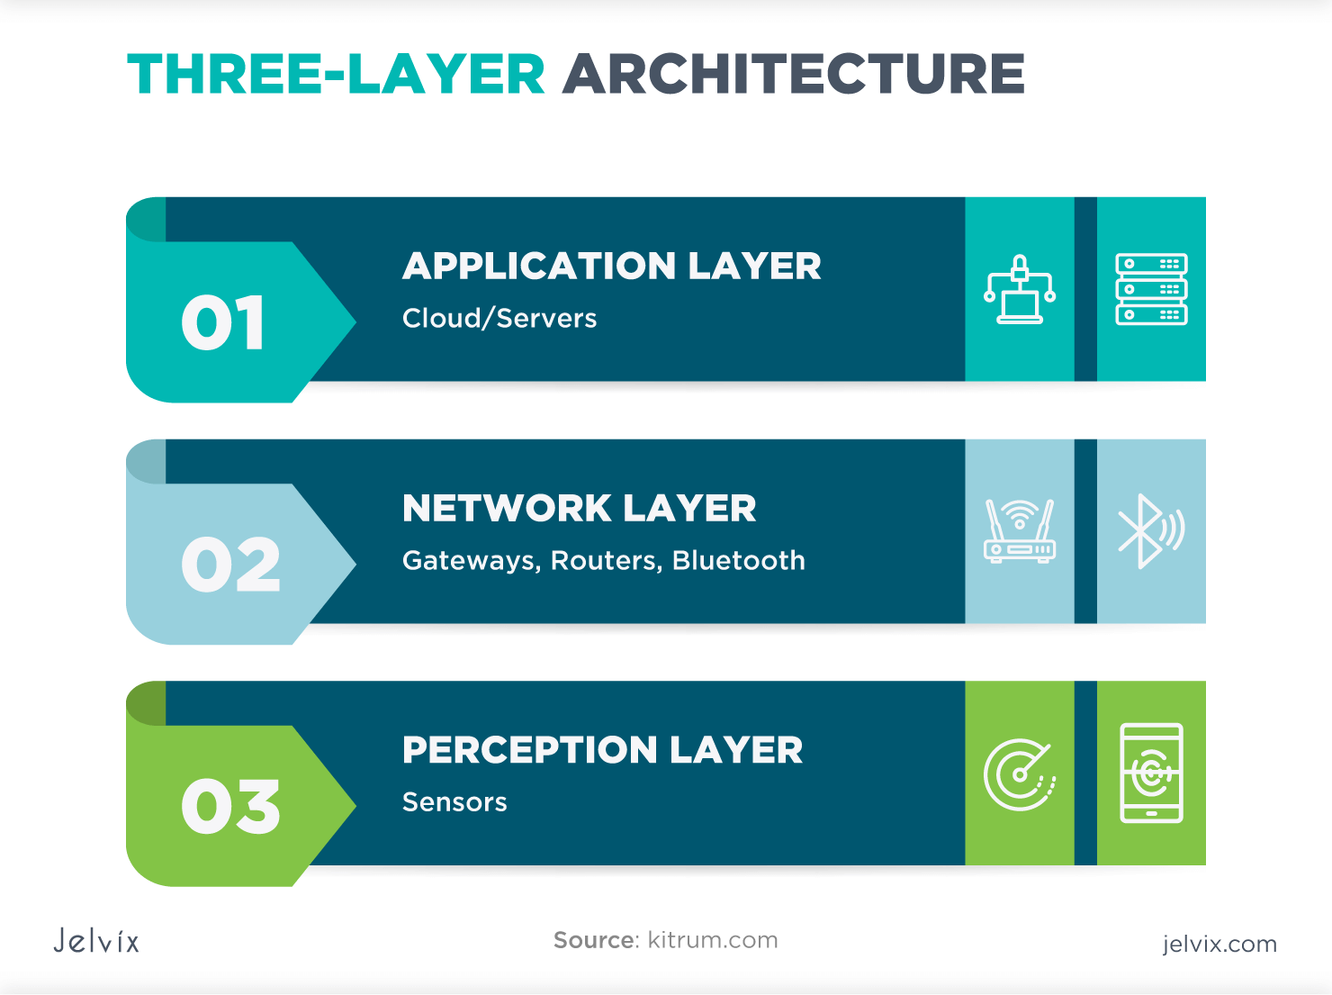 THREE-LAYER ARCHITECTURE
01
APPLICATION LAYER
Cloud/Servers
02
NETWORK LAYER
Gateways, Routers, Bluetooth
03
PERCEPTION LAYER
Sensors
Jelvix
Source: kitrum.com
jelvix.com